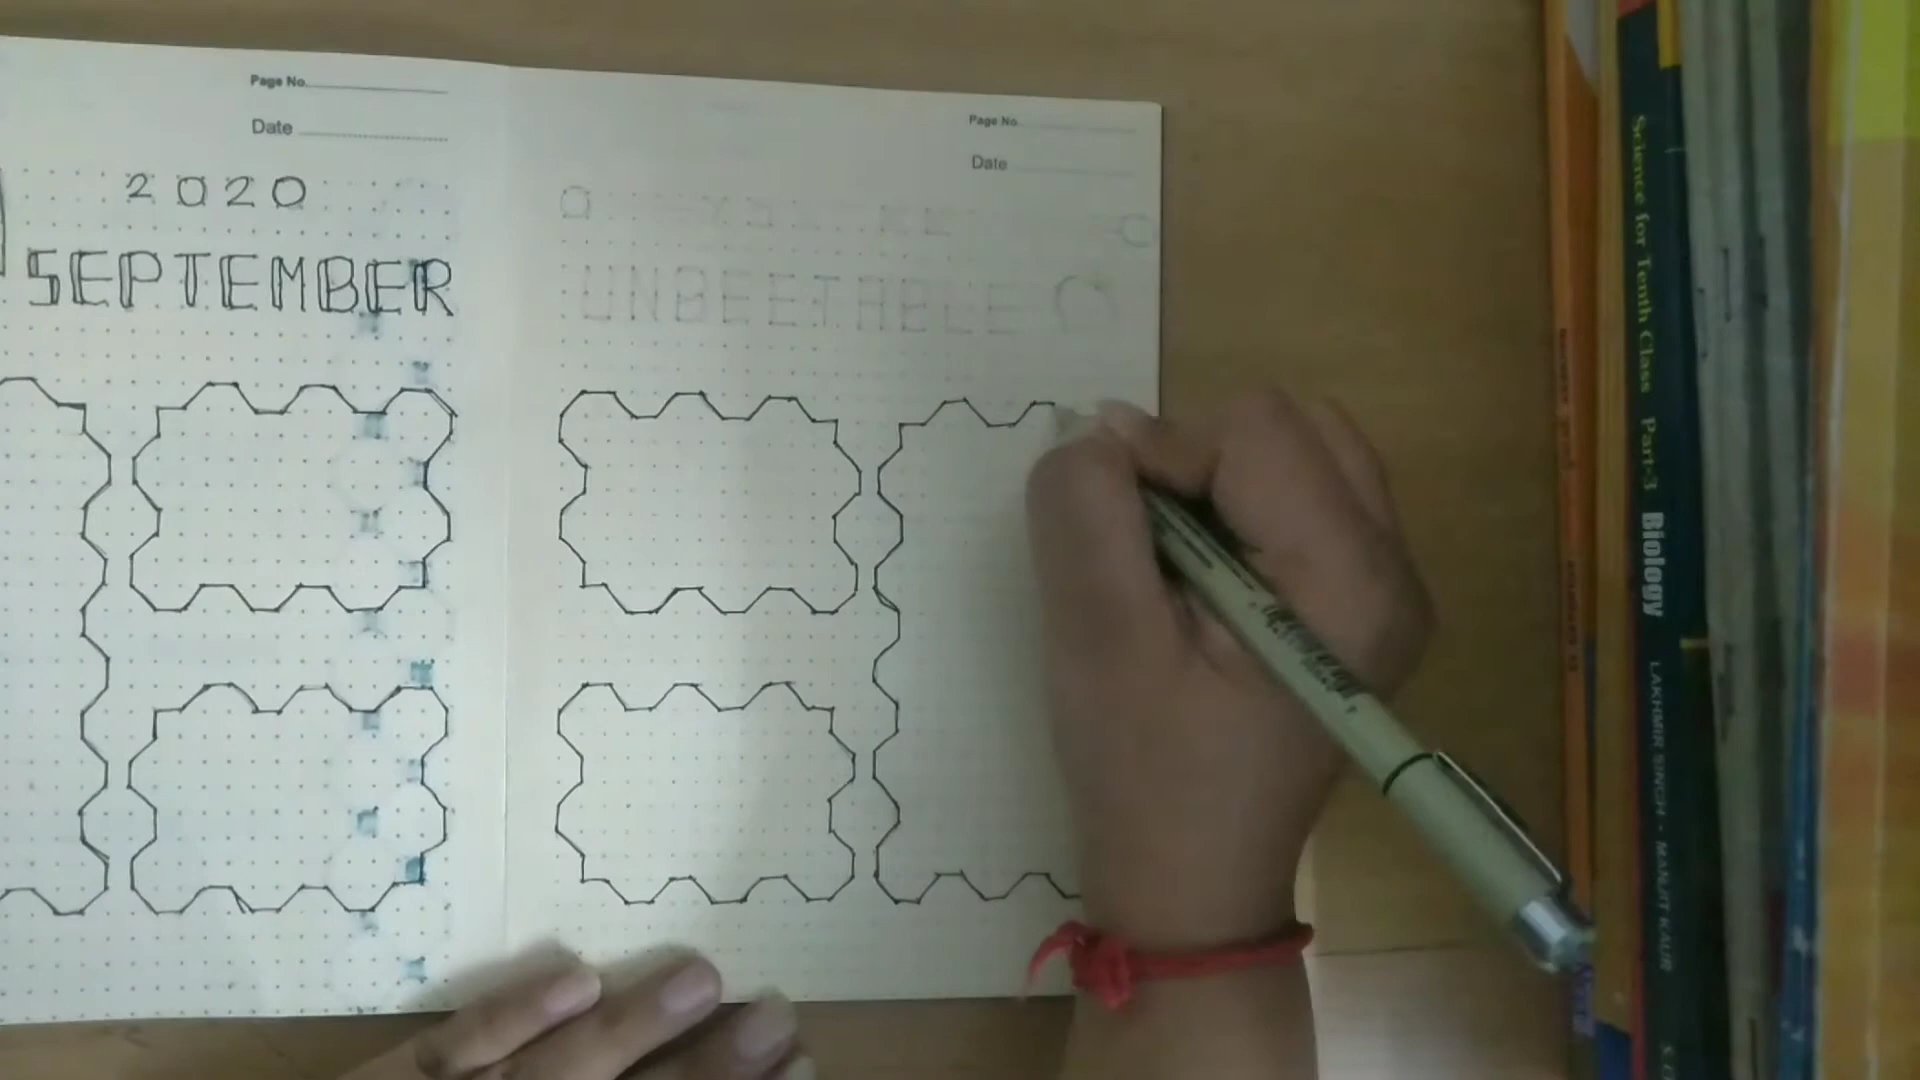 Page No.
Date
2020
SEPTEMBER
Page No.
Date
UNBEETABLE
Science for Tenth Class Part-3 Biology
LAKHMIR SINGH • MANJIT KAUR